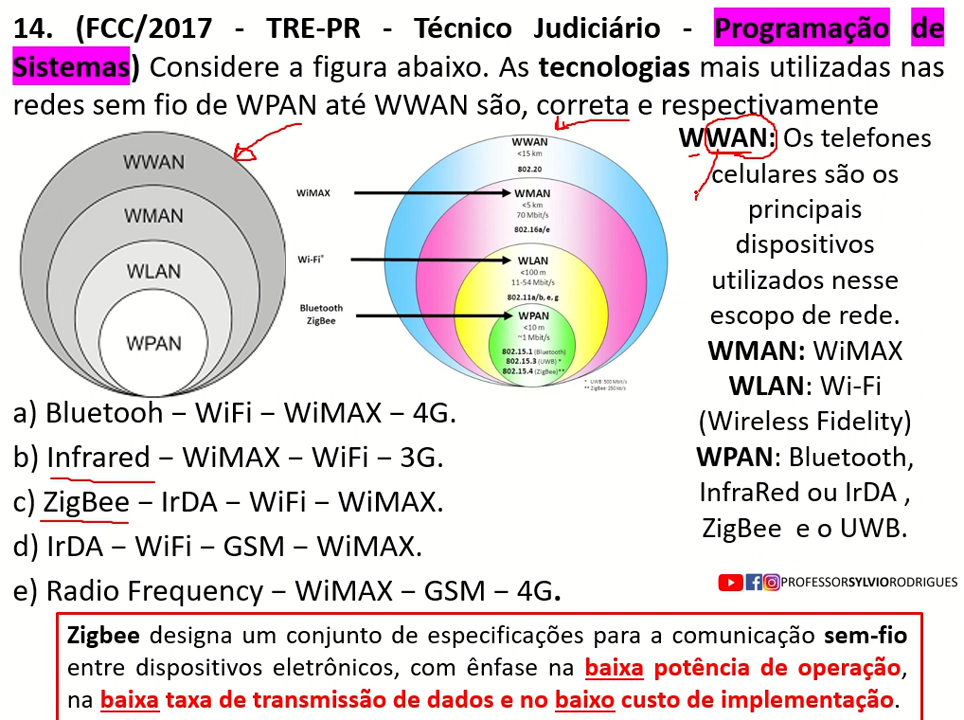 14. (FCC/2017 - TRE-PR - Técnico Judiciário - Programação de
Sistemas) Considere a figura abaixo. As tecnologias mais utilizadas nas
redes sem fio de WPAN até WWAN são, correta e respectivamente
WWAN
WMAN
WLAN
WPAN
WiMAX
Wi-Fi*
Bluetooth
ZigBee
WWAN
<15 km
802.20
WMAN
<5 km
70 Mbit/s
802.16a/e
WLAN
<100 m
11-54 Mbit/s
802.11a/b, e, g
WPAN
<10 m
~1 Mbit/s
802.15.1 (Bluetooth)
802.15.3 (UWB) *
802.15.4 (ZigBee)**
* UWB: 500 Mbit/s
** ZigBee: 250 kb/s
WWAN: Os telefones
celulares são os
principais
dispositivos
utilizados nesse
escopo de rede.
WMAN: WiMAX
WLAN: Wi-Fi
(Wireless Fidelity)
WPAN: Bluetooth,
InfraRed ou IrDA ,
ZigBee e o UWB.
a) Bluetooh – WiFi – WiMAX – 4G.
b) Infrared – WiMAX – WiFi – 3G.
c) ZigBee – IrDA – WiFi – WiMAX.
d) IrDA – WiFi – GSM – WiMAX.
e) Radio Frequency – WiMAX – GSM – 4G.
PROFESSORSYLVIORODRIGUES
Zigbee designa um conjunto de especificações para a comunicação sem-fio
entre dispositivos eletrônicos, com ênfase na baixa potência de operação,
na baixa taxa de transmissão de dados e no baixo custo de implementação.